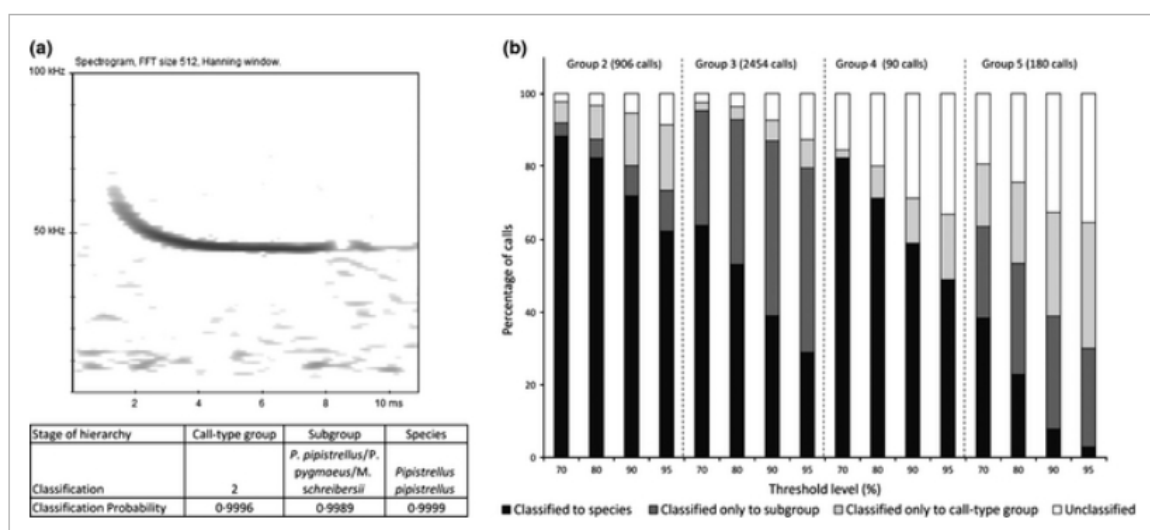 (a)
Spectrogram, FFT size 512, Hanning window.
100 kHz
50 kHz
2 4 6 8 10 ms
Stage of hierarchy Call-type group Subgroup Species
Classification 2 P. pipistrellus/P. pygmaeus/M. schreibersii Pipistrellus pipistrellus
Classification Probability 0·9996 0·9989 0·9999
(b)
Group 2 (906 calls) Group 3 (2454 calls) Group 4 (90 calls) Group 5 (180 calls)
Percentage of calls
100
80
60
40
20
0
70 80 90 95 70 80 90 95 70 80 90 95 70 80 90 95
Threshold level (%)
Classified to species Classified only to subgroup Classified only to call-type group Unclassified